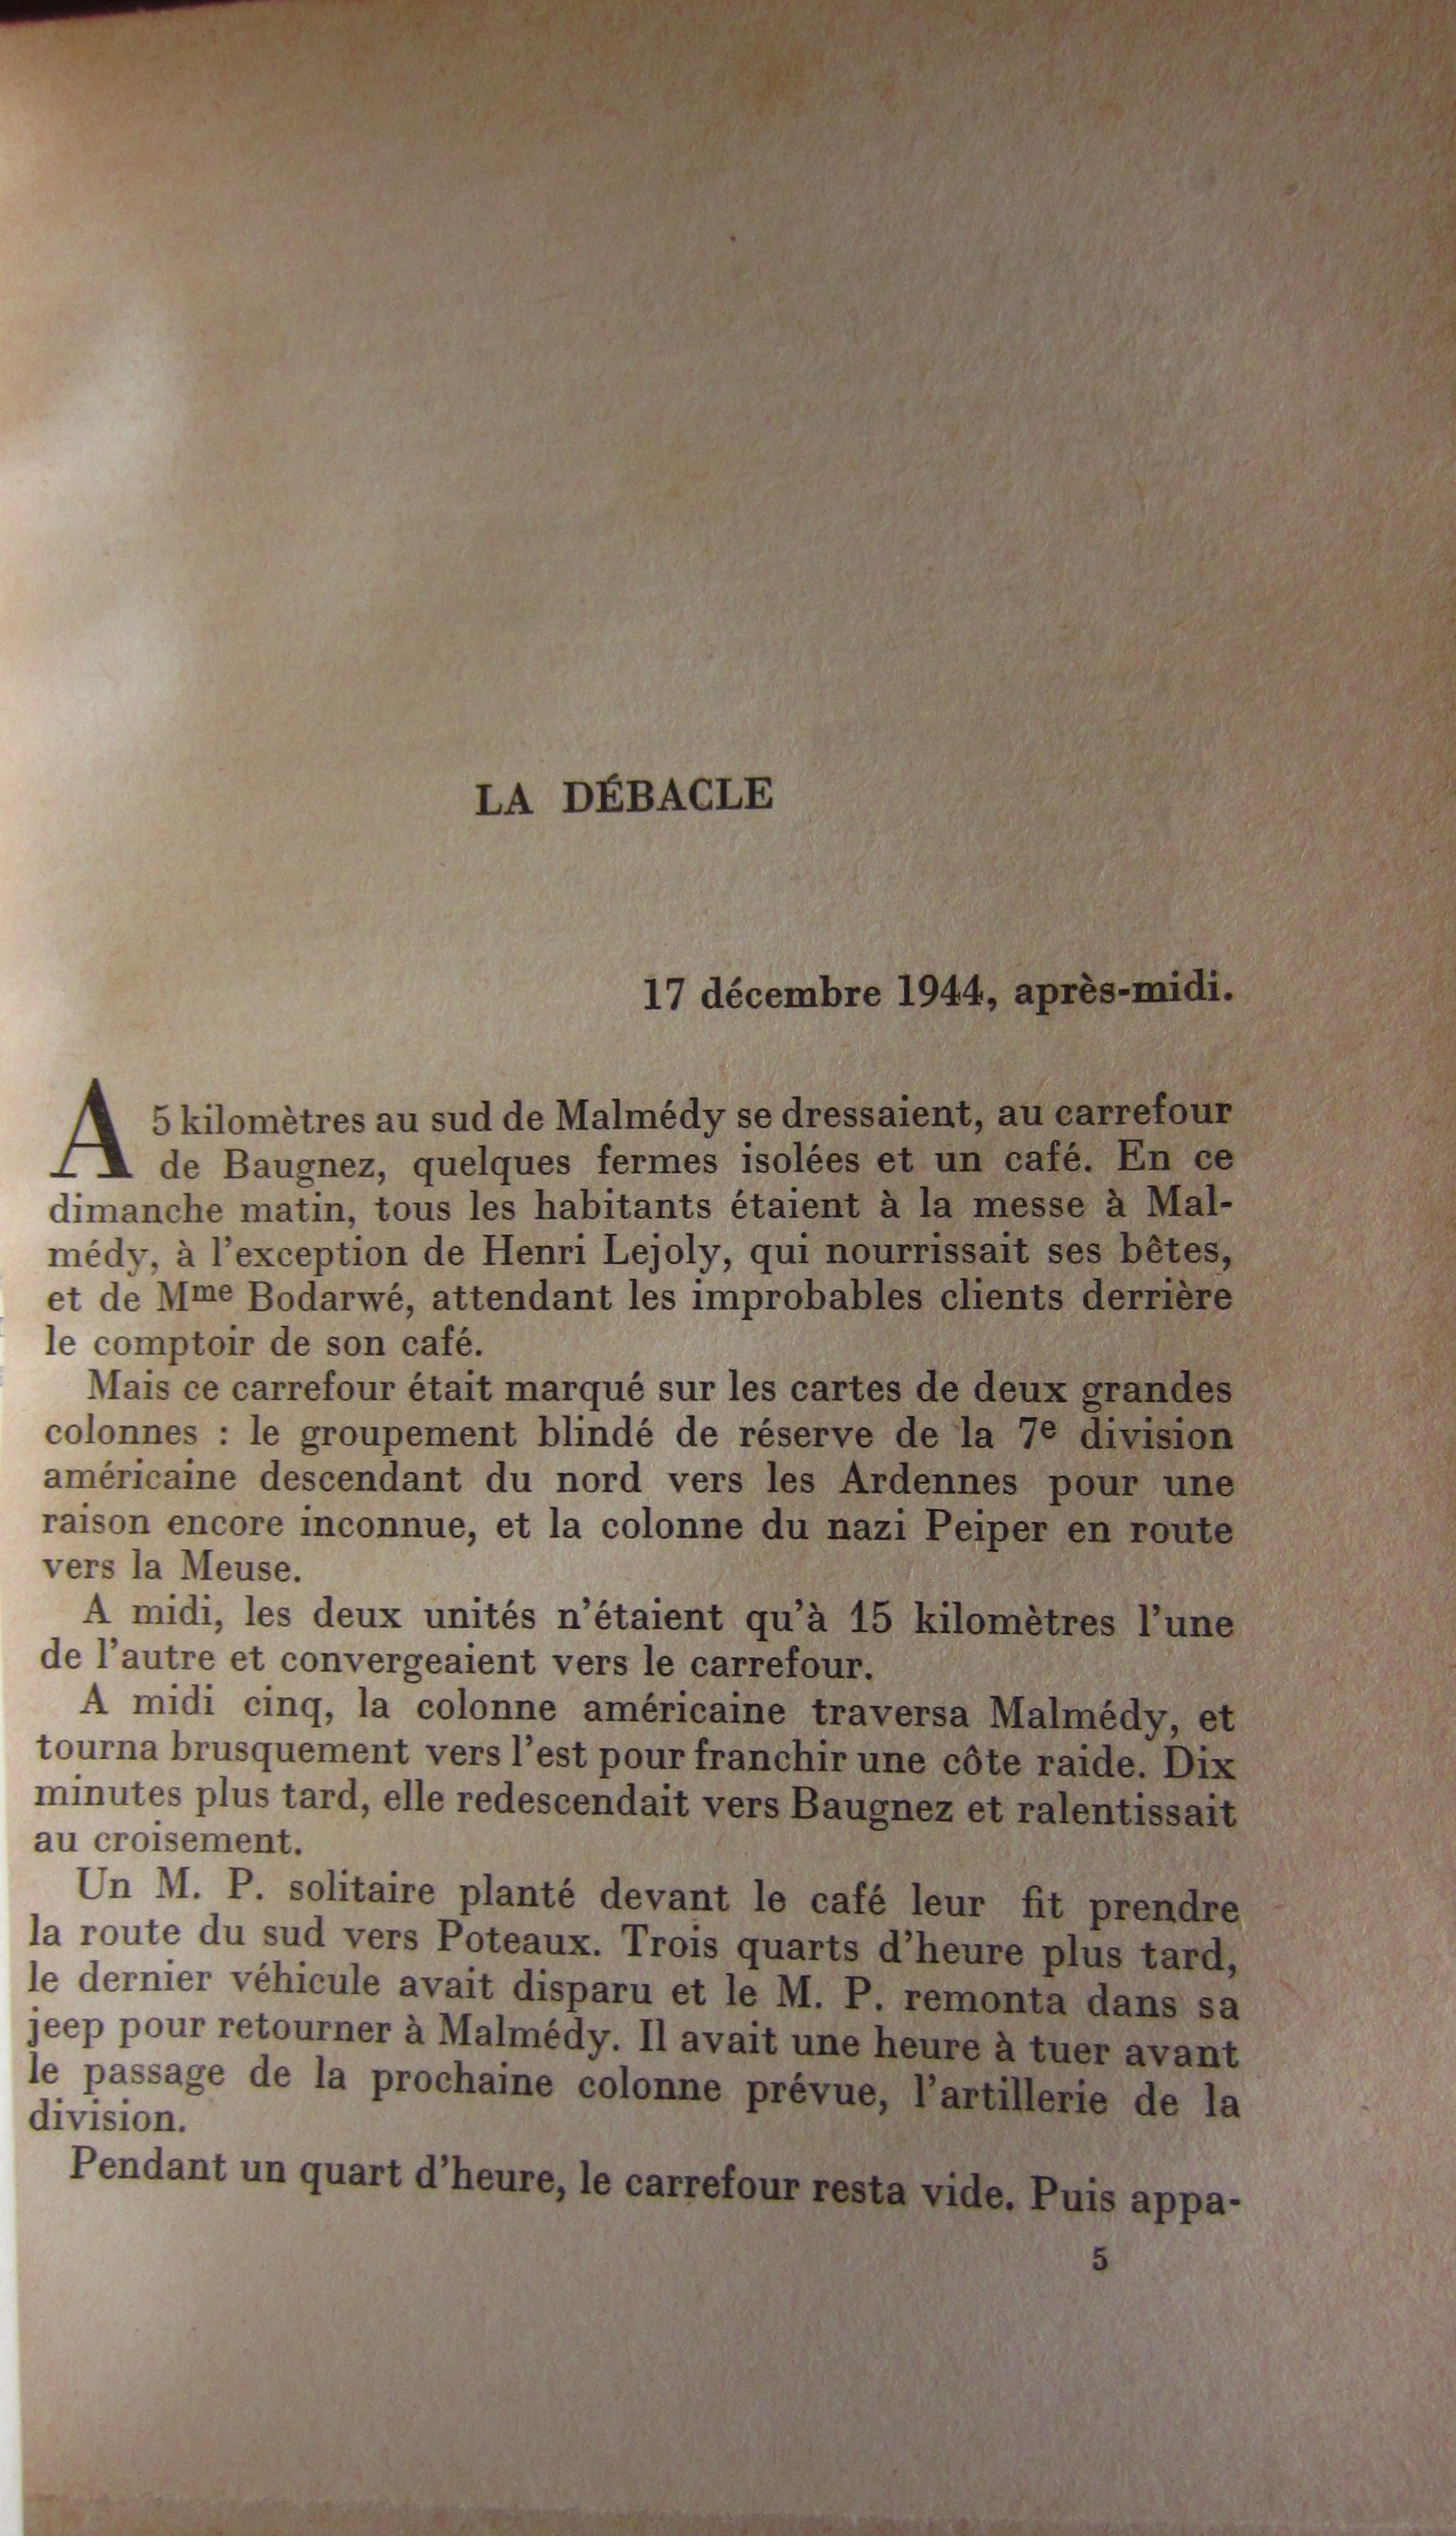 LA DÉBACLE
17 décembre 1944, après-midi.
A 5 kilomètres au sud de Malmédy se dressaient, au carrefour
de Baugnez, quelques fermes isolées et un café. En ce
dimanche matin, tous les habitants étaient à la messe à Mal-
médy, à l'exception de Henri Lejoly, qui nourrissait ses bêtes,
et de Mme Bodarwé, attendant les improbables clients derrière
le comptoir de son café.
Mais ce carrefour était marqué sur les cartes de deux grandes
colonnes : le groupement blindé de réserve de la 7e division
américaine descendant du nord vers les Ardennes pour une
raison encore inconnue, et la colonne du nazi Peiper en route
vers la Meuse.
A midi, les deux unités n'étaient qu'à 15 kilomètres l'une
de l'autre et convergeaient vers le carrefour.
A midi cinq, la colonne américaine traversa Malmédy, et
tourna brusquement vers l'est pour franchir une côte raide. Dix
minutes plus tard, elle redescendait vers Baugnez et ralentissait
au croisement.
Un M. P. solitaire planté devant le café leur fit prendre
la route du sud vers Poteaux. Trois quarts d'heure plus tard,
le dernier véhicule avait disparu et le M. P. remonta dans sa
jeep pour retourner à Malmédy. Il avait une heure à tuer avant
le passage de la prochaine colonne prévue, l'artillerie de la
division.
Pendant un quart d'heure, le carrefour resta vide. Puis appa-
5